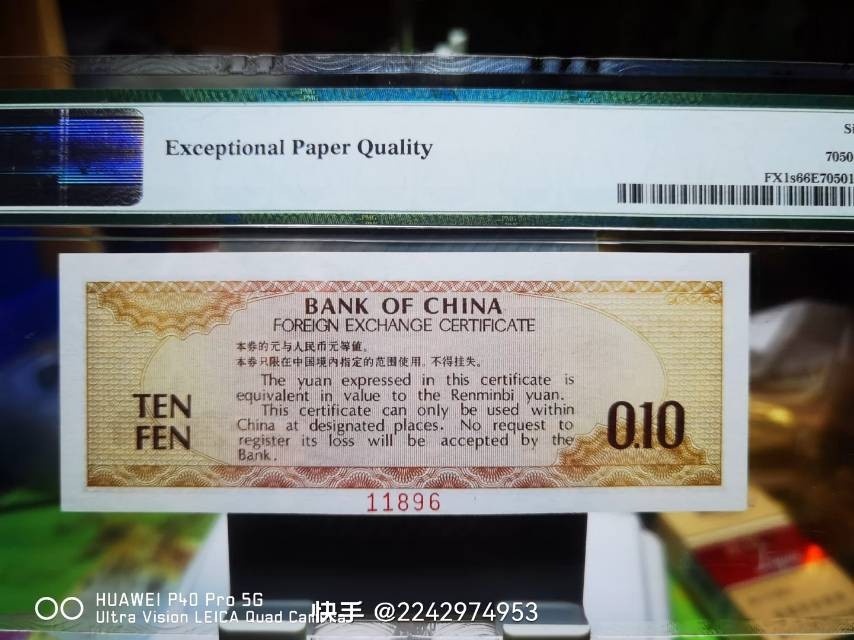 Exceptional Paper Quality
7050
FX1s66E70501
BANK OF CHINA
FOREIGN EXCHANGE CERTIFICATE
本券的元与人民币元等值。
本券只限在中国境内指定的范围使用,不得挂失。
The yuan expressed in this certificate is
equivalent in value to the Renminbi yuan.
This certificate can only be used within
China at designated places. No request to
register its loss will be accepted by the
Bank.
TEN
FEN
0.10
11896
HUAWEI P40 Pro 5G
Ultra Vision LEICA Quad Camera
快手 @2242974953